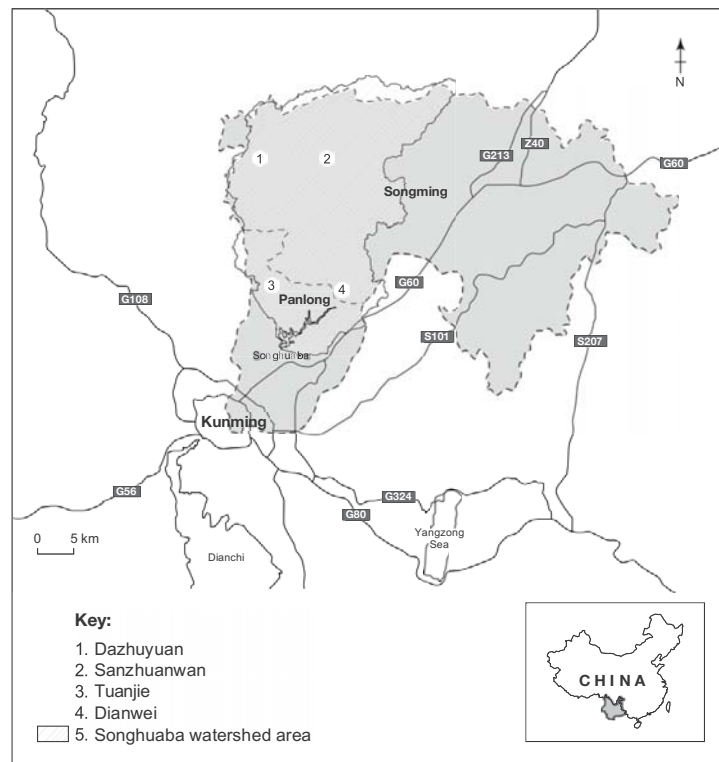 N
Z40
G213
G60
1
2
Songming
3
4
G60
Panlong
G108
S101
S207
Songhuaba
Kunming
G56
G324
G80
Yangzong
Sea
0 5 km
Dianchi
Key:
1. Dazhuyuan
2. Sanzhuanwan
3. Tuanjie
4. Dianwei
5. Songhuaba watershed area
CHINA